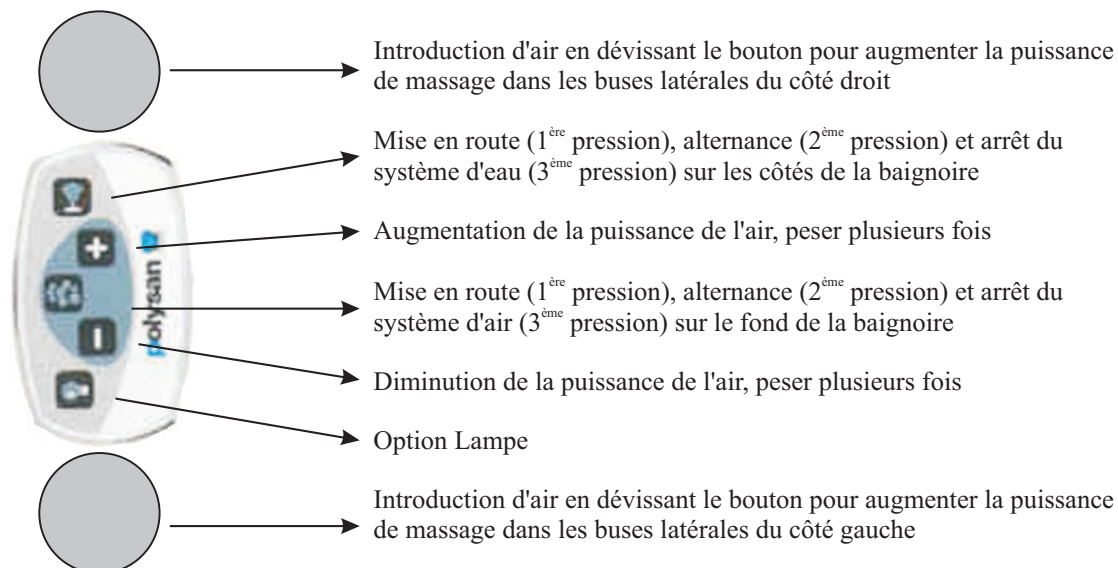 Introduction d'air en dévissant le bouton pour augmenter la puissance
de massage dans les buses latérales du côté droit
Mise en route (1ère pression), alternance (2ème pression) et arrêt du
système d'eau (3ème pression) sur les côtés de la baignoire
Augmentation de la puissance de l'air, peser plusieurs fois
polysan
Mise en route (1ère pression), alternance (2ème pression) et arrêt du
système d'air (3ème pression) sur le fond de la baignoire
Diminution de la puissance de l'air, peser plusieurs fois
Option Lampe
Introduction d'air en dévissant le bouton pour augmenter la puissance
de massage dans les buses latérales du côté gauche